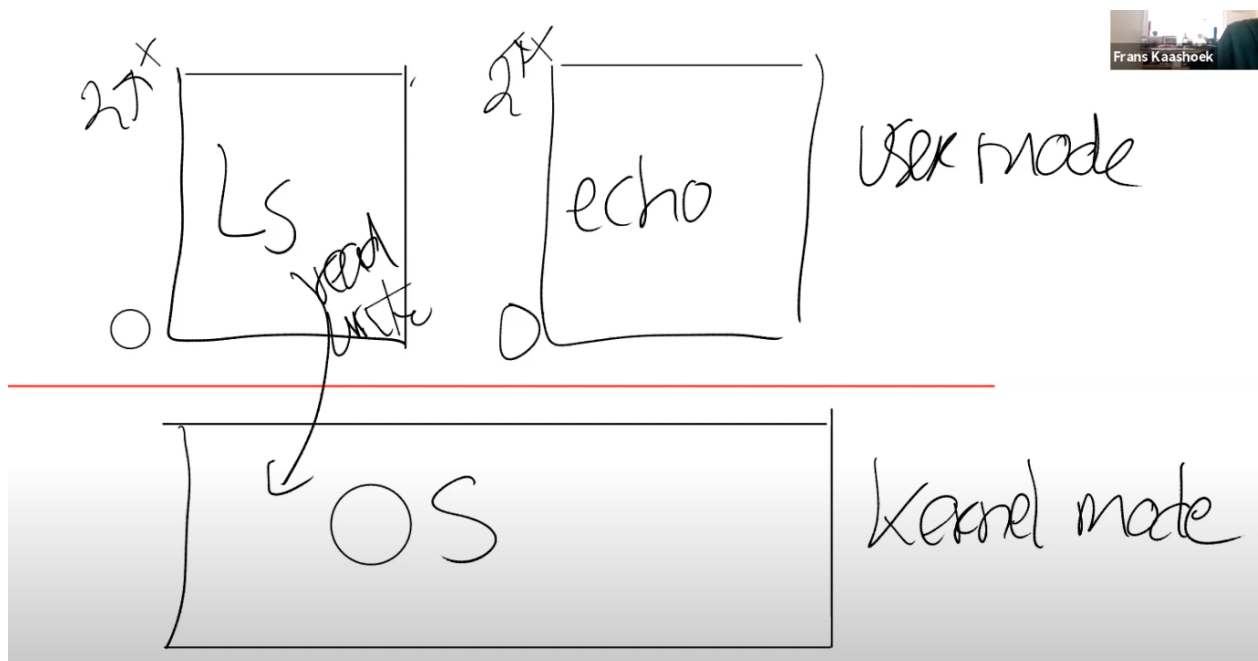 2↑x
2↑x
Frans Kaashoek
user mode
LS
echo
read
write
0
0
OS
kernel mode